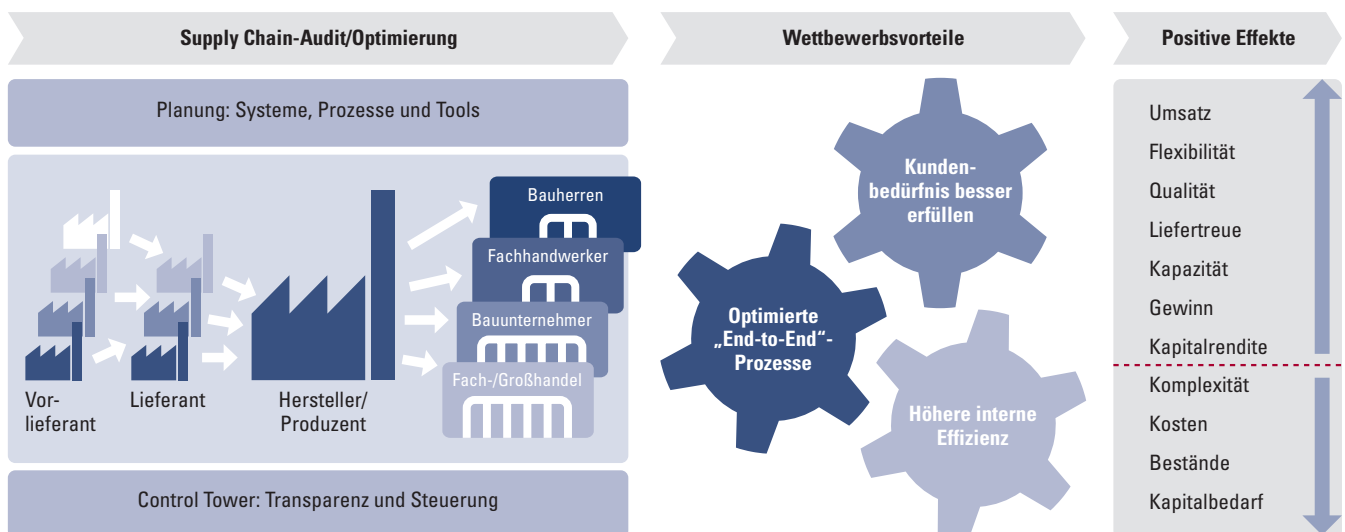 Supply Chain-Audit/Optimierung
Planung: Systeme, Prozesse und Tools
Bauherren
Fachhandwerker
Bauunternehmer
Fach-/Großhandel
Vor-
lieferant
Lieferant
Hersteller/
Produzent
Control Tower: Transparenz und Steuerung
Wettbewerbsvorteile
Kunden-
bedürfnis besser
erfüllen
Optimierte
„End-to-End“-
Prozesse
Höhere interne
Effizienz
Positive Effekte
Umsatz
Flexibilität
Qualität
Liefertreue
Kapazität
Gewinn
Kapitalrendite
Komplexität
Kosten
Bestände
Kapitalbedarf